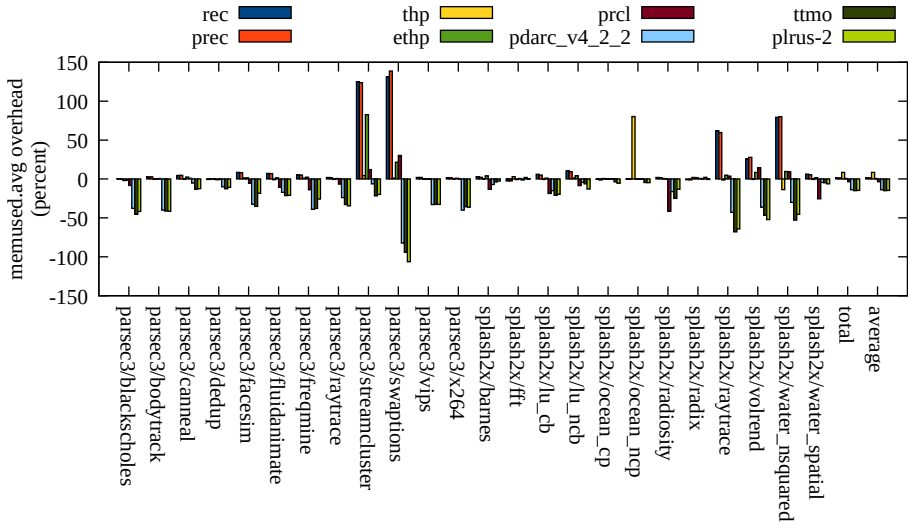 rec thp prcl ttmo
prec ethp pdarc_v4_2_2 plrus-2
memused.avg overhead
(percent)
150
100
50
0
-50
-100
-150
parsec3/blackscholes
parsec3/bodytrack
parsec3/canneal
parsec3/dedup
parsec3/facesim
parsec3/fluidanimate
parsec3/freqmine
parsec3/raytrace
parsec3/streamcluster
parsec3/swaptions
parsec3/vips
parsec3/x264
splash2x/barnes
splash2x/fft
splash2x/lu_cb
splash2x/lu_ncb
splash2x/ocean_cp
splash2x/ocean_ncp
splash2x/radiosity
splash2x/radix
splash2x/raytrace
splash2x/volrend
splash2x/water_nsquared
splash2x/water_spatial
total
average